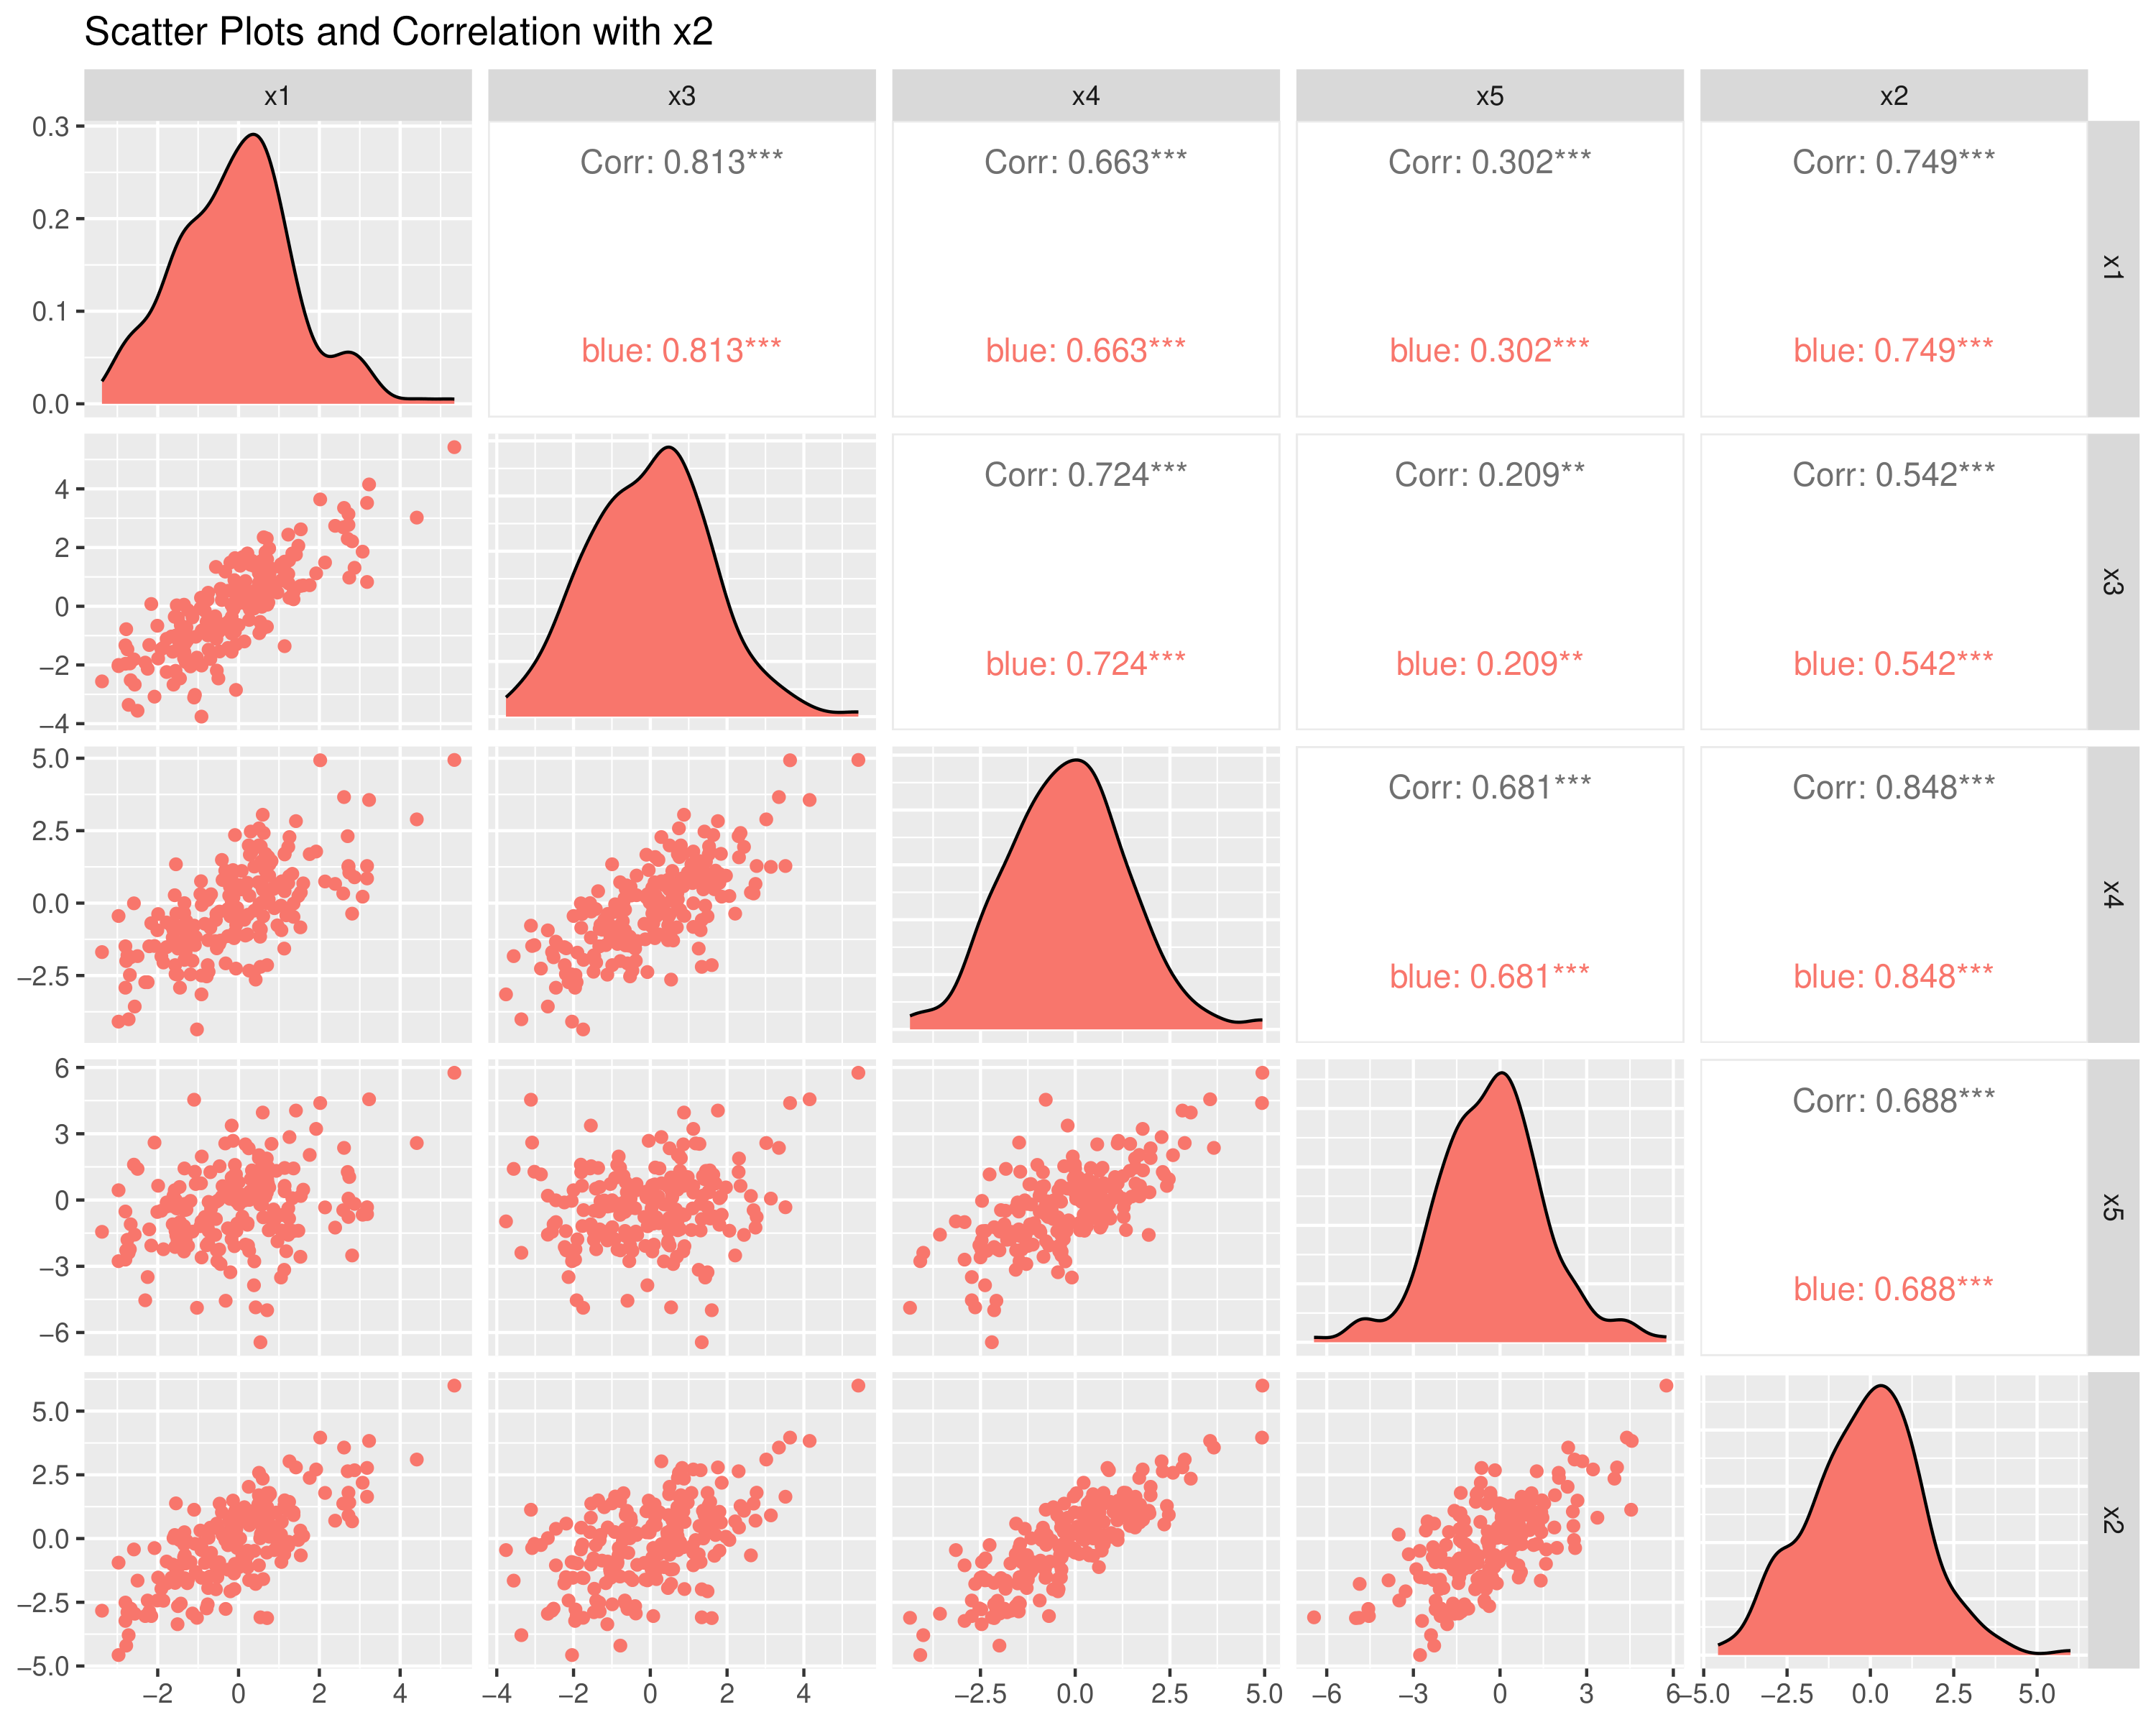 Scatter Plots and Correlation with x2
x1 x3 x4 x5 x2
0.3
0.2
0.1
0.0
Corr: 0.813*** Corr: 0.663*** Corr: 0.302*** Corr: 0.749***
blue: 0.813*** blue: 0.663*** blue: 0.302*** blue: 0.749***
x1
4
2
0
−2
−4
Corr: 0.724*** Corr: 0.209** Corr: 0.542***
blue: 0.724*** blue: 0.209** blue: 0.542***
x3
5.0
2.5
0.0
−2.5
Corr: 0.681*** Corr: 0.848***
blue: 0.681*** blue: 0.848***
x4
6
3
0
−3
−6
Corr: 0.688***
blue: 0.688***
x5
5.0
2.5
0.0
−2.5
−5.0
x2
−2 0 2 4 −4 −2 0 2 4 −2.5 0.0 2.5 5.0 −6 −3 0 3 6 −5.0 −2.5 0.0 2.5 5.0